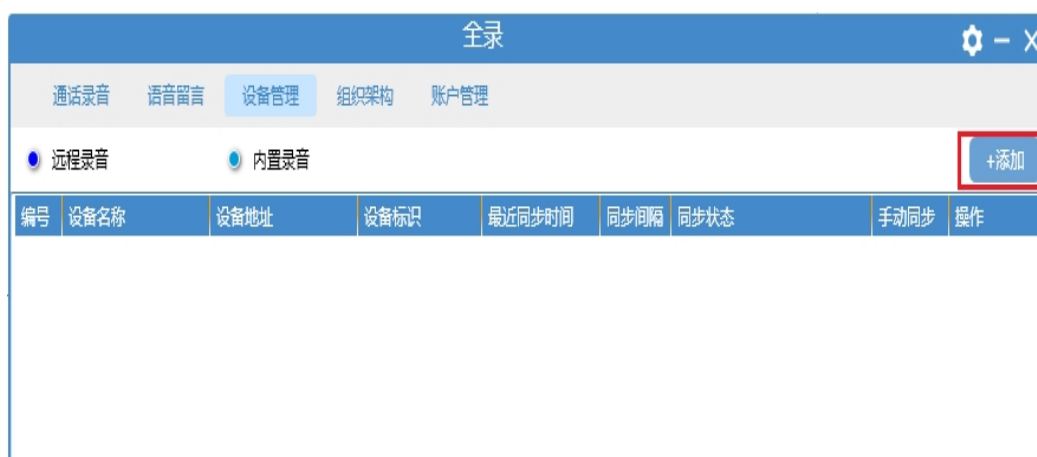 全录
通话录音 语音留言 设备管理 组织架构 账户管理
远程录音 内置录音 +添加
编号 设备名称 设备地址 设备标识 最近同步时间 同步间隔 同步状态 手动同步 操作